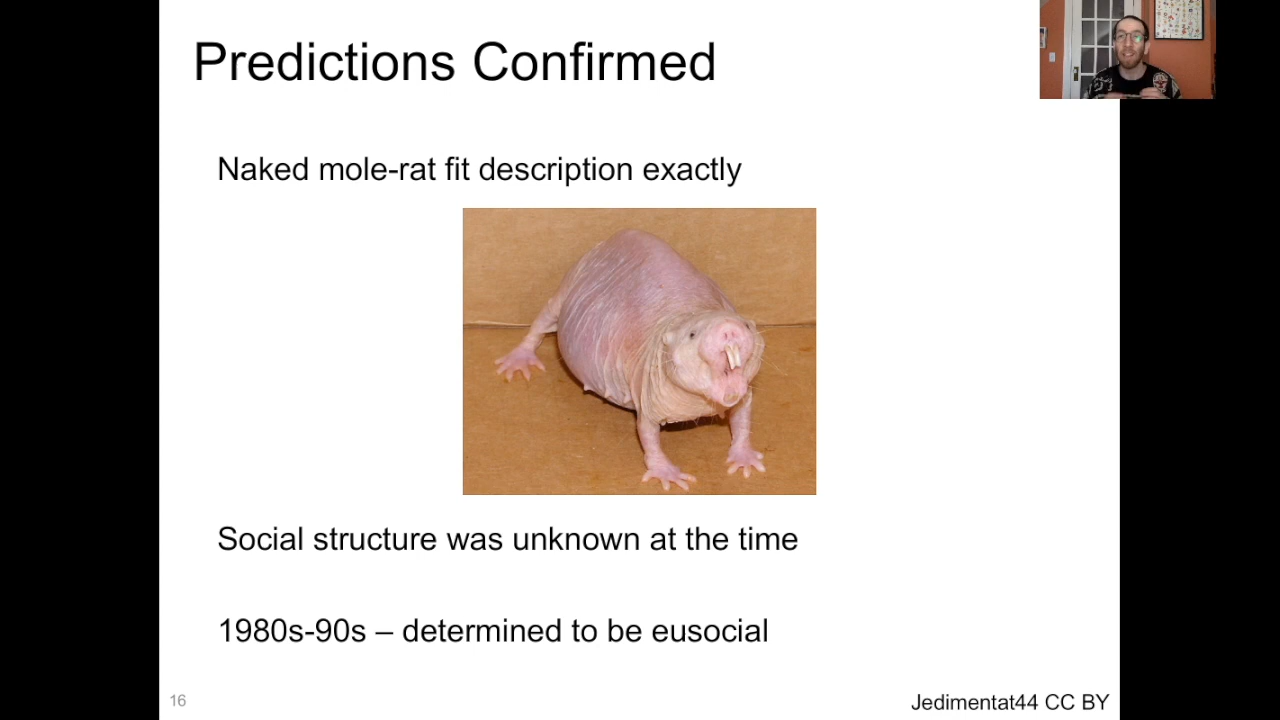 Predictions Confirmed
Naked mole-rat fit description exactly
Social structure was unknown at the time
1980s-90s – determined to be eusocial
16
Jedimentat44 CC BY